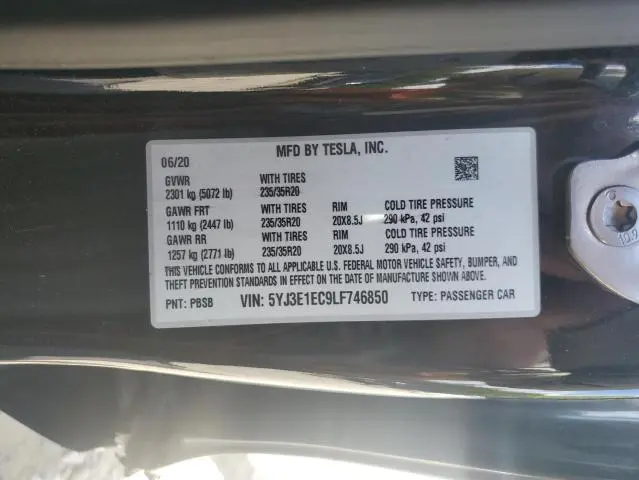 MFD BY TESLA, INC.
06/20
GVWR WITH TIRES
2301 kg (5072 lb) 235/35R20
GAWR FRT WITH TIRES RIM COLD TIRE PRESSURE
1110 kg (2447 lb) 235/35R20 20X8.5J 290 kPa, 42 psi
GAWR RR WITH TIRES RIM COLD TIRE PRESSURE
1257 kg (2771 lb) 235/35R20 20X8.5J 290 kPa, 42 psi
THIS VEHICLE CONFORMS TO ALL APPLICABLE FEDERAL MOTOR VEHICLE SAFETY, BUMPER, AND
THEFT PREVENTION STANDARDS IN EFFECT ON THE DATE OF MANUFACTURE SHOWN ABOVE.
PNT: PBSB VIN: 5YJ3E1EC9LF746850 TYPE: PASSENGER CAR
10.9